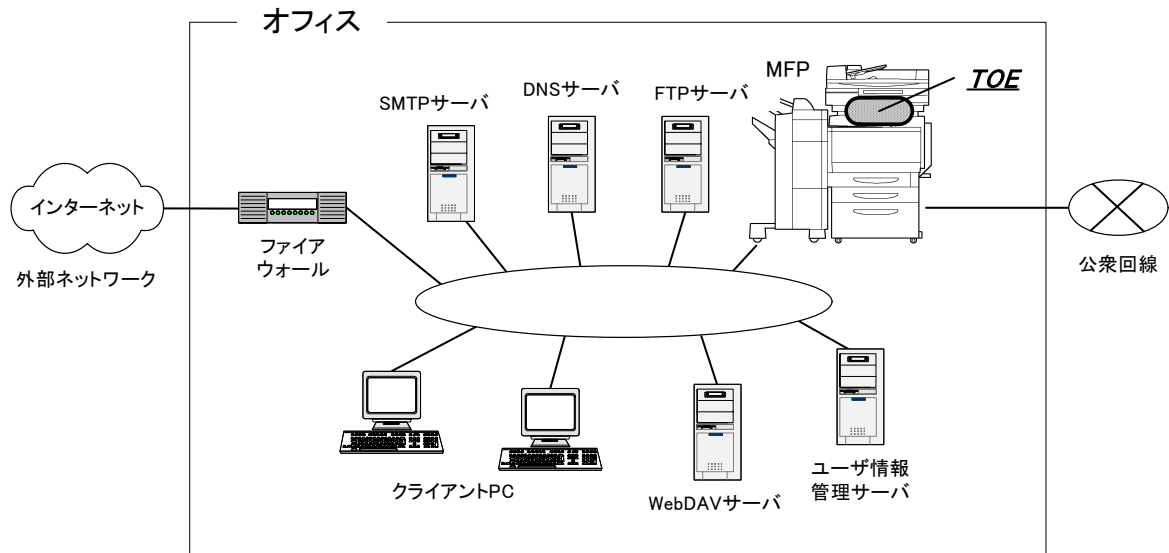 オフィス
MFP
TOE
SMTPサーバ
DNSサーバ
FTPサーバ
インターネット
外部ネットワーク
ファイア
ウォール
公衆回線
クライアントPC
WebDAVサーバ
ユーザ情報
管理サーバ